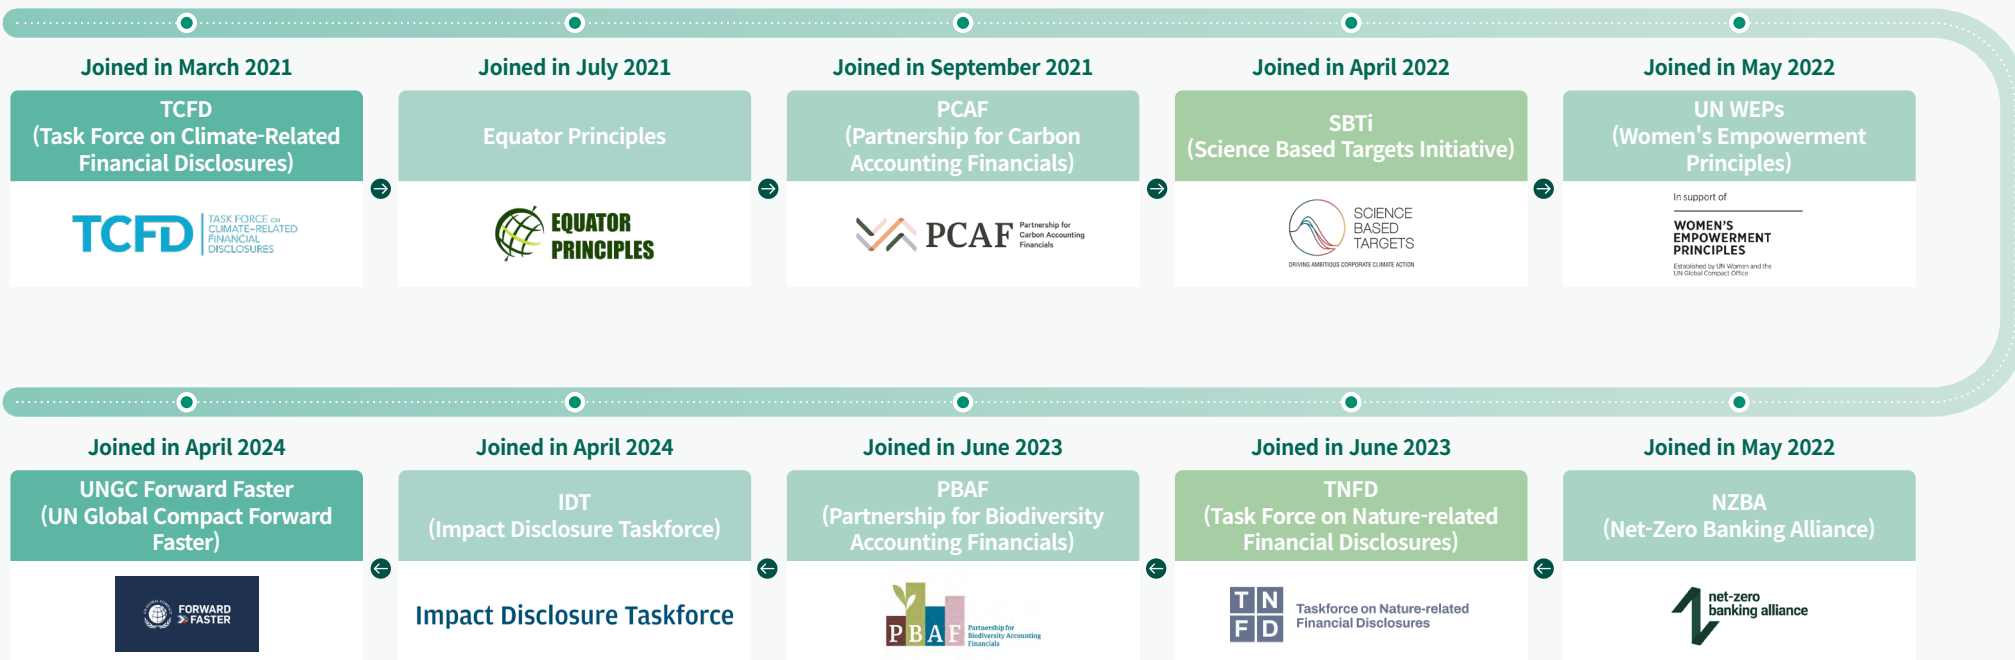 Joined in March 2021
TCFD
(Task Force on Climate-Related
Financial Disclosures)
TCFD
TASK FORCE ON
CLIMATE-RELATED
FINANCIAL
DISCLOSURES
Joined in July 2021
Equator Principles
EQUATOR
PRINCIPLES
Joined in September 2021
PCAF
(Partnership for Carbon
Accounting Financials)
PCAF
Partnership for
Carbon Accounting
Financials
Joined in April 2022
SBTi
(Science Based Targets Initiative)
SCIENCE
BASED
TARGETS
DRIVING AMBITIOUS CORPORATE CLIMATE ACTION
Joined in May 2022
UN WEPs
(Women's Empowerment
Principles)
In support of
WOMEN'S
EMPOWERMENT
PRINCIPLES
Established by UN Women and the
UN Global Compact Office
Joined in May 2022
NZBA
(Net-Zero Banking Alliance)
net-zero
banking alliance
Joined in June 2023
TNFD
(Task Force on Nature-related
Financial Disclosures)
TN
FD
Taskforce on Nature-related
Financial Disclosures
Joined in June 2023
PBAF
(Partnership for Biodiversity
Accounting Financials)
PBAF
Partnership for
Biodiversity Accounting
Financials
Joined in April 2024
IDT
(Impact Disclosure Taskforce)
Impact Disclosure Taskforce
Joined in April 2024
UNGC Forward Faster
(UN Global Compact Forward
Faster)
FORWARD
FASTER